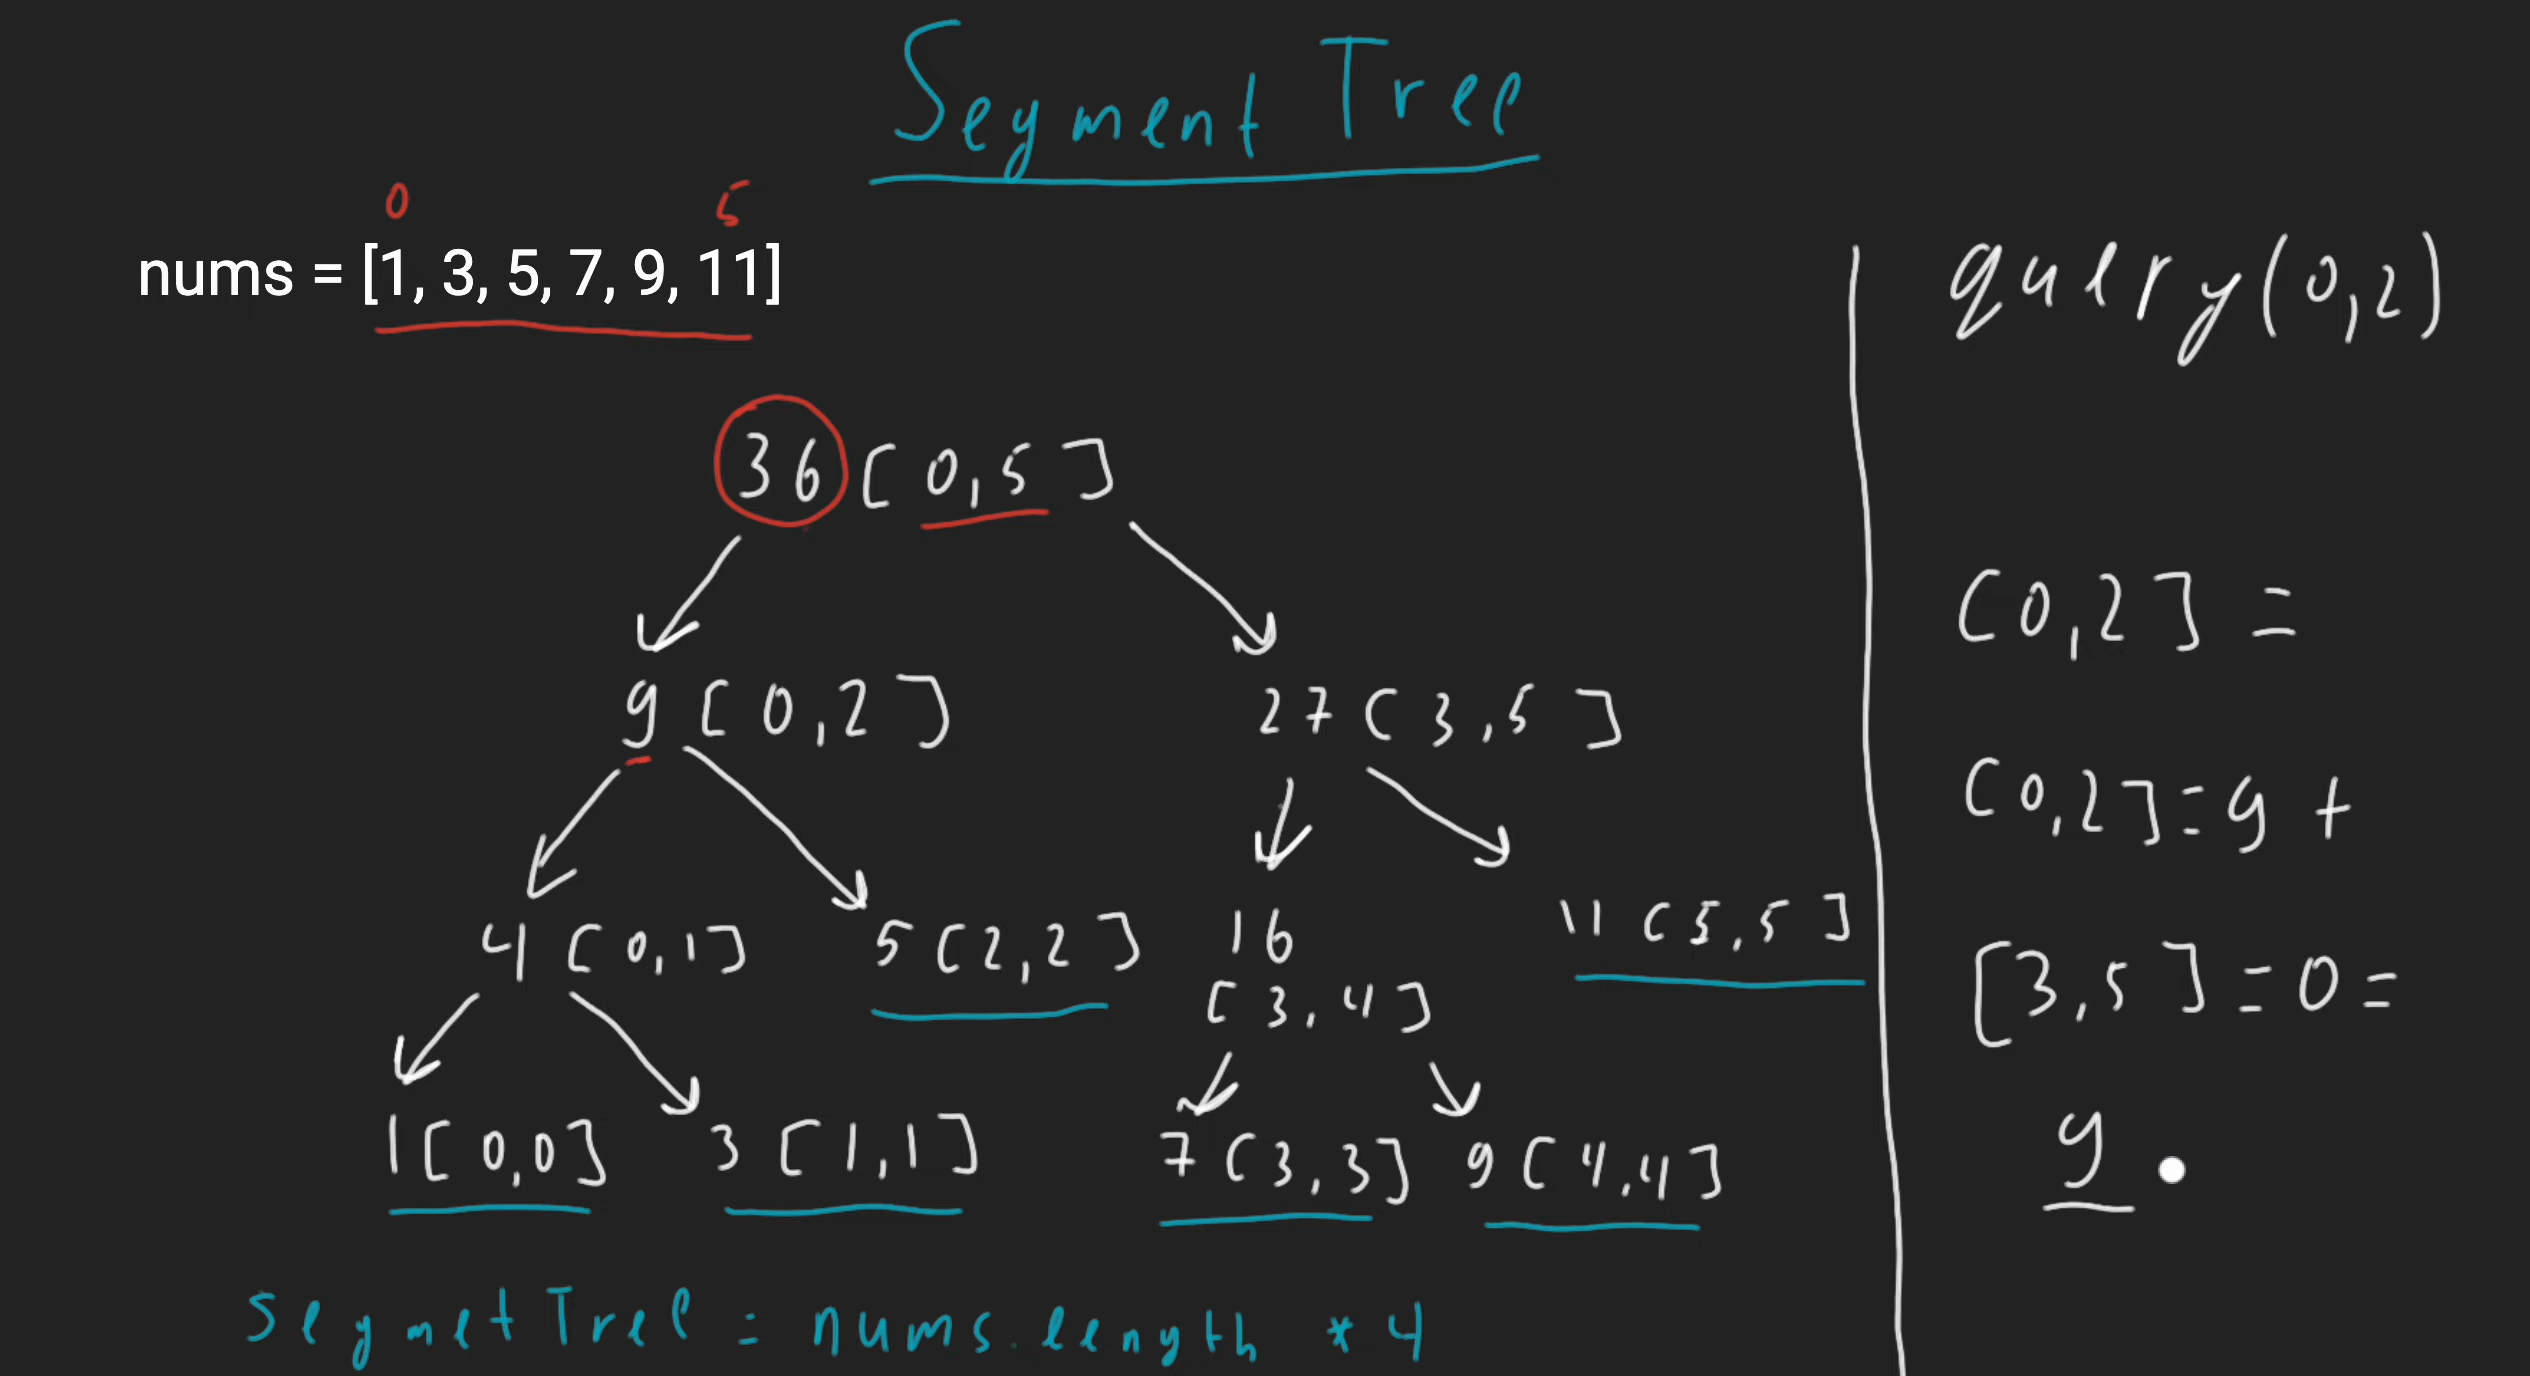 Segment Tree
0 5
nums = [1, 3, 5, 7, 9, 11]
36 [0,5]
9 [0,2] 27 [3,5]
4 [0,1] 5 [2,2] 16 [3,4] 11 [5,5]
1 [0,0] 3 [1,1] 7 [3,3] 9 [4,4]
SegmetTree = nums.length * 4
query(0,2)
[0,2] =
[0,2] = 9 +
[3,5] = 0 =
9